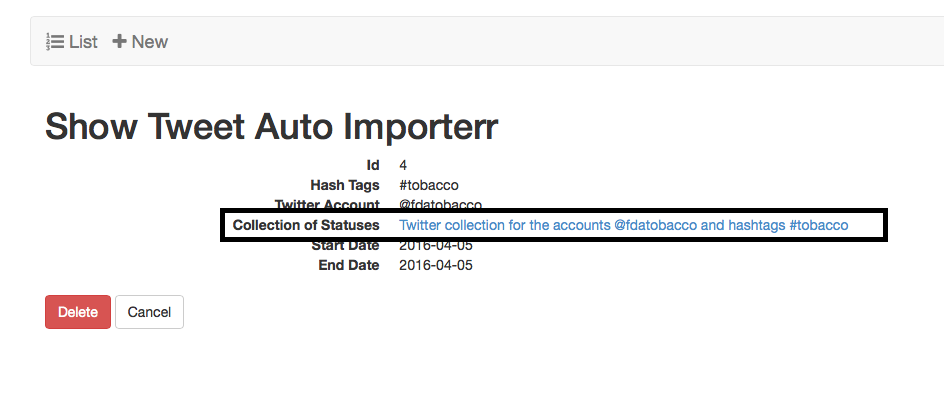 List New
Show Tweet Auto Importerr
Id 4
Hash Tags #tobacco
Twitter Account @fdatobacco
Collection of Statuses Twitter collection for the accounts @fdatobacco and hashtags #tobacco
Start Date 2016-04-05
End Date 2016-04-05
Delete Cancel